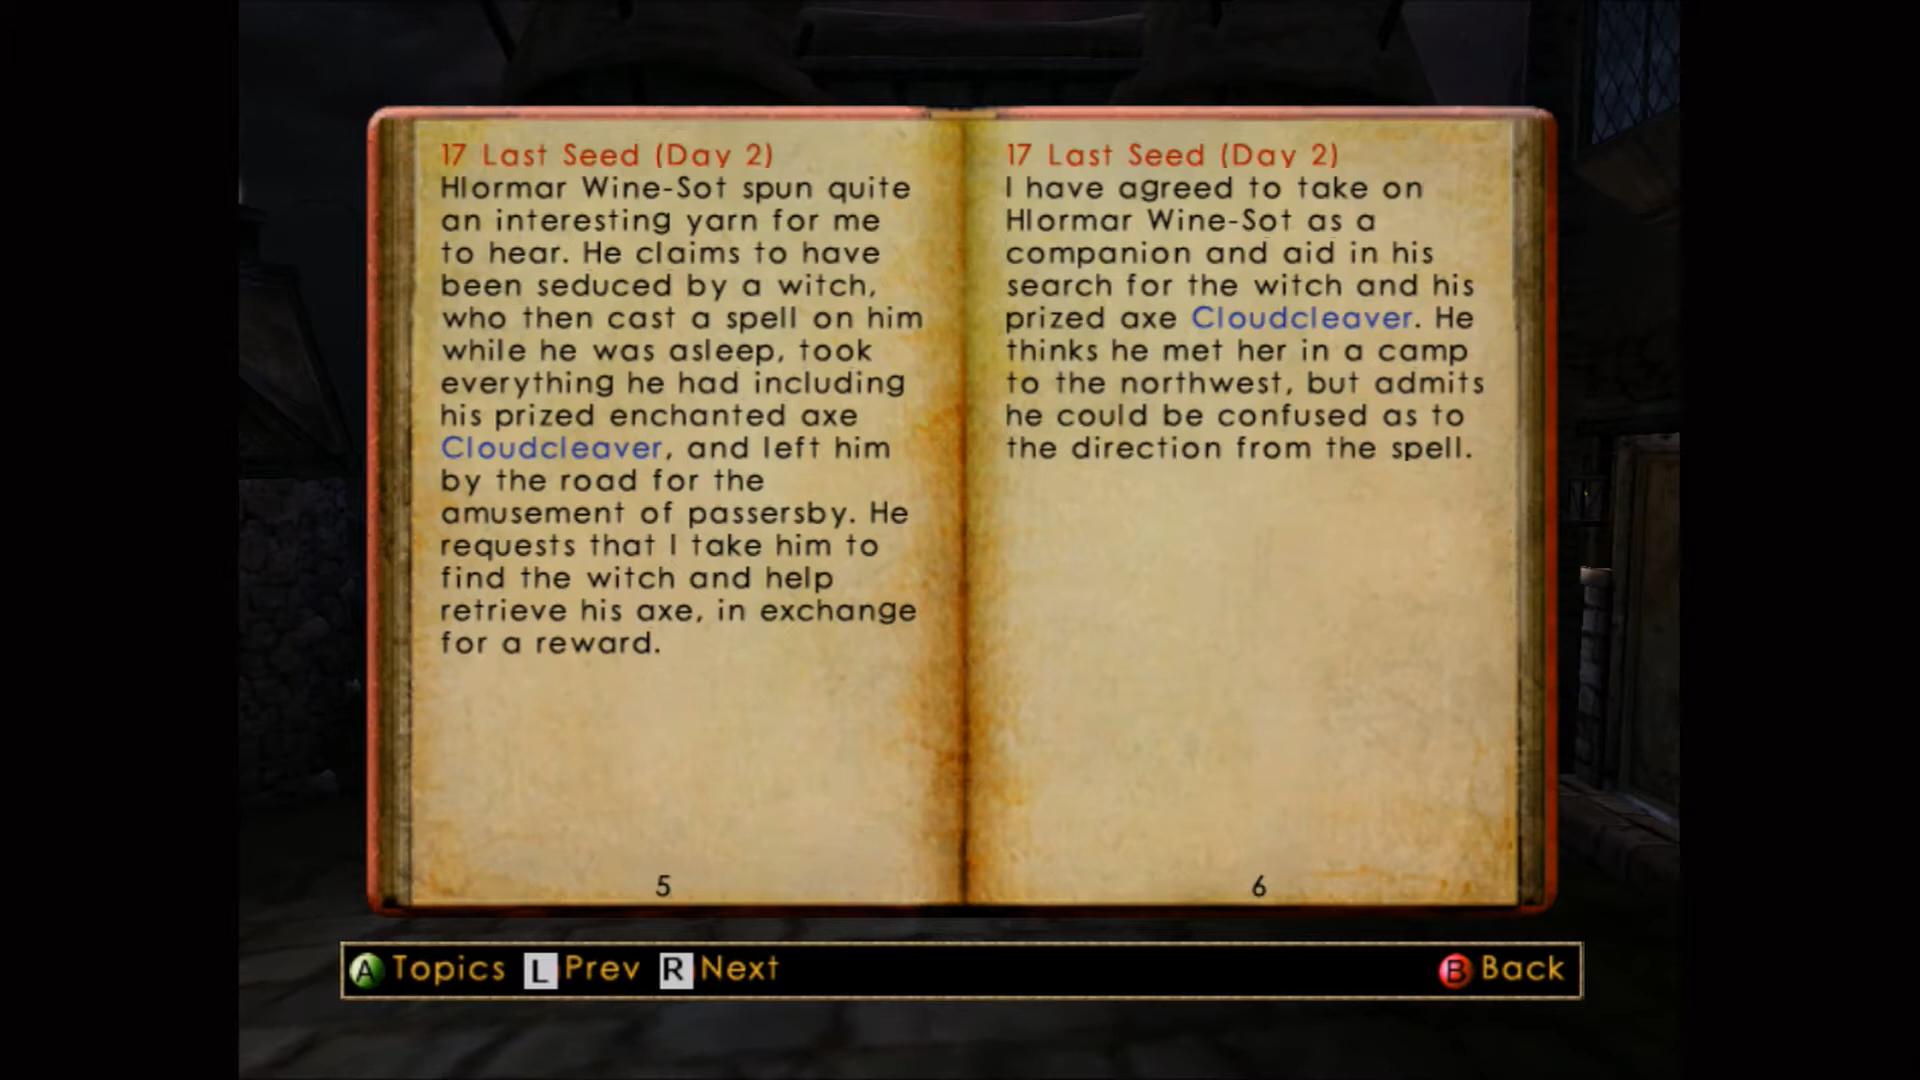 17 Last Seed (Day 2)
Hlormar Wine-Sot spun quite
an interesting yarn for me
to hear. He claims to have
been seduced by a witch,
who then cast a spell on him
while he was asleep, took
everything he had including
his prized enchanted axe
Cloudcleaver, and left him
by the road for the
amusement of passersby. He
requests that I take him to
find the witch and help
retrieve his axe, in exchange
for a reward.
5
17 Last Seed (Day 2)
I have agreed to take on
Hlormar Wine-Sot as a
companion and aid in his
search for the witch and his
prized axe Cloudcleaver. He
thinks he met her in a camp
to the northwest, but admits
he could be confused as to
the direction from the spell.
6
A Topics L Prev R Next B Back